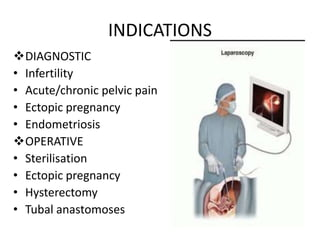 INDICATIONS
❖DIAGNOSTIC
• Infertility
• Acute/chronic pelvic pain
• Ectopic pregnancy
• Endometriosis
❖OPERATIVE
• Sterilisation
• Ectopic pregnancy
• Hysterectomy
• Tubal anastomoses
Laparoscopy